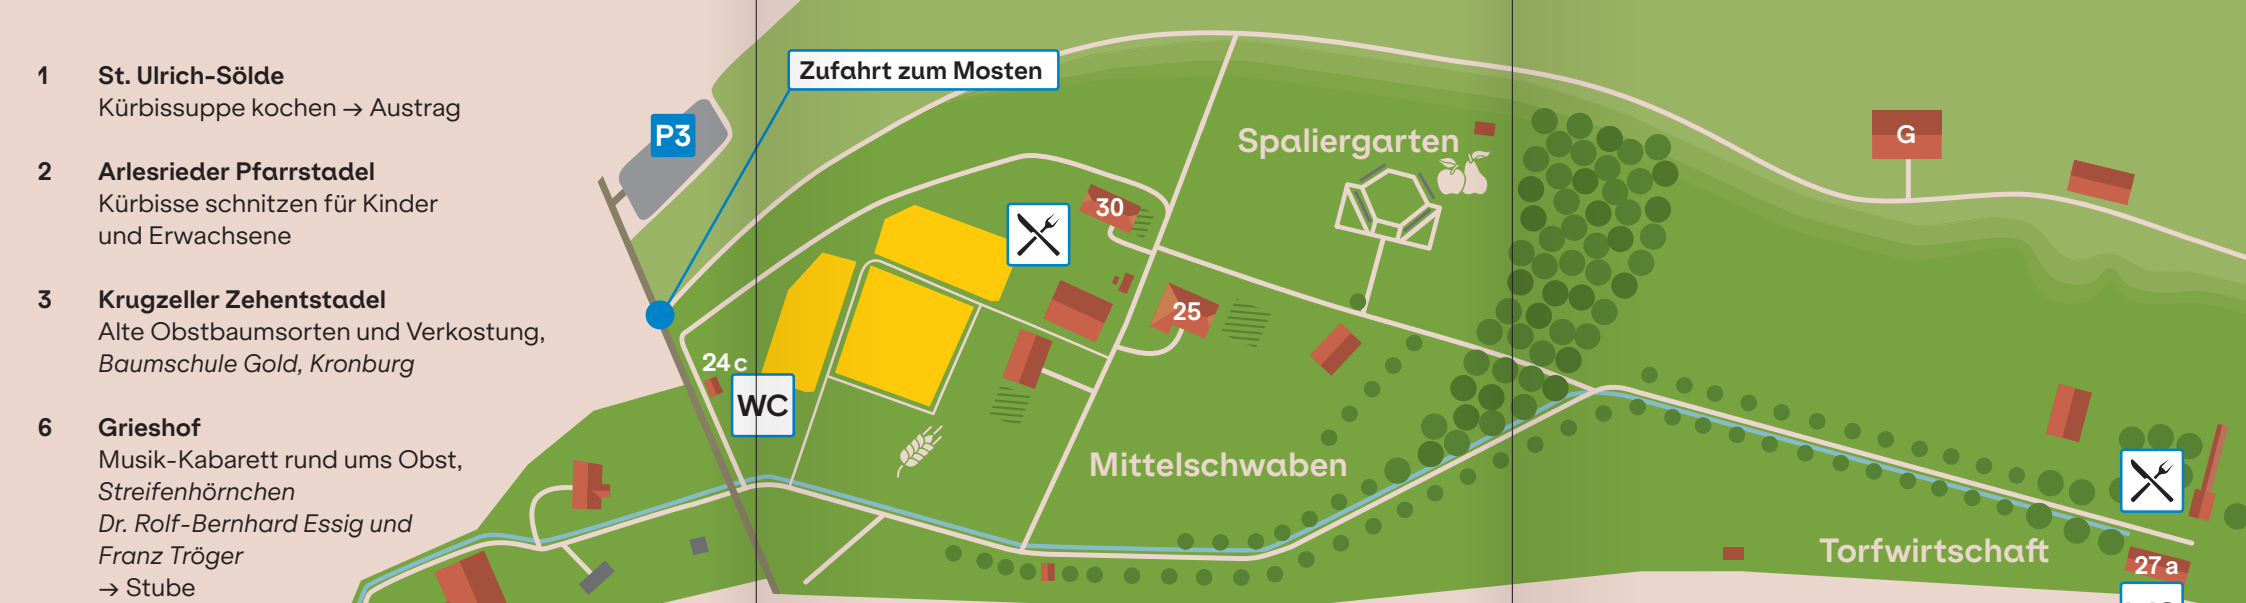 1 St. Ulrich-Sölde
Kürbissuppe kochen → Austrag
2 Arlesrieder Pfarrstadel
Kürbisse schnitzen für Kinder
und Erwachsene
3 Krugzeller Zehentstadel
Alte Obstbaumsorten und Verkostung,
Baumschule Gold, Kronburg
6 Grieshof
Musik-Kabarett rund ums Obst,
Streifenhörnchen
Dr. Rolf-Bernhard Essig und
Franz Tröger
→ Stube
Zufahrt zum Mosten
P3
Spaliergarten
G
30
25
24 c
WC
Mittelschwaben
Torfwirtschaft
27 a